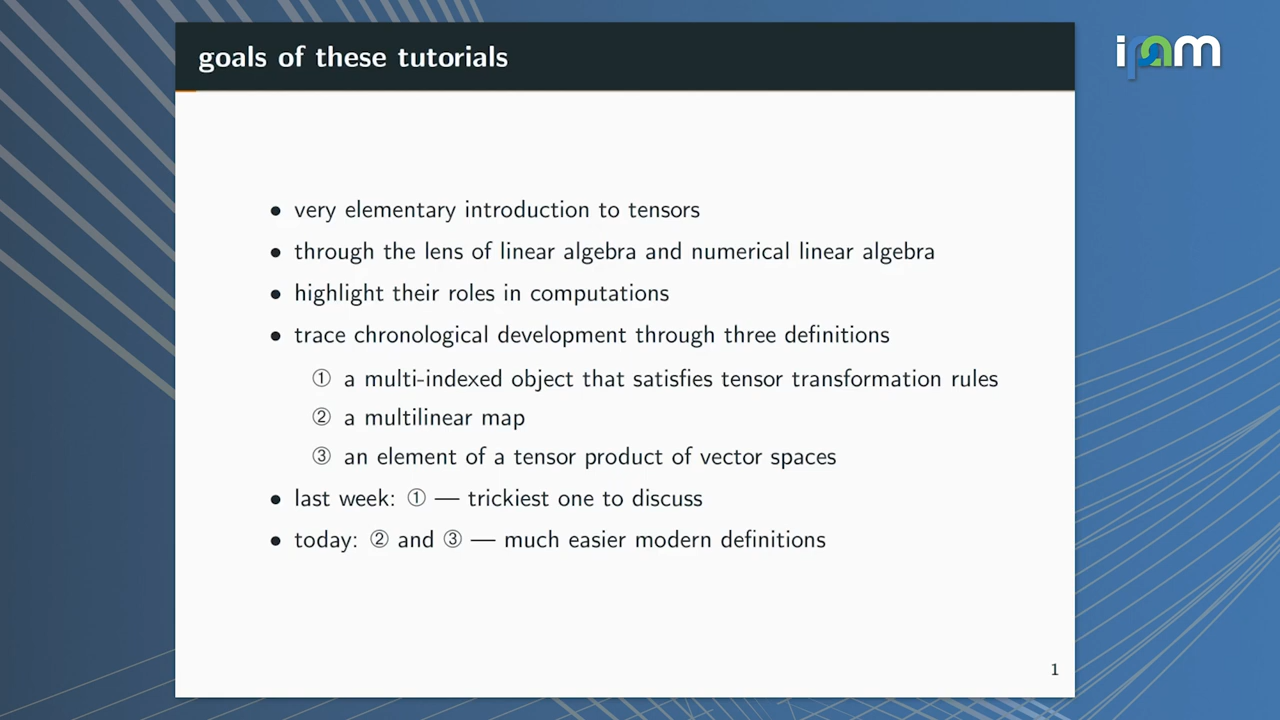 goals of these tutorials
ipam
• very elementary introduction to tensors
• through the lens of linear algebra and numerical linear algebra
• highlight their roles in computations
• trace chronological development through three definitions
① a multi-indexed object that satisfies tensor transformation rules
② a multilinear map
③ an element of a tensor product of vector spaces
• last week: ① — trickiest one to discuss
• today: ② and ③ — much easier modern definitions
1